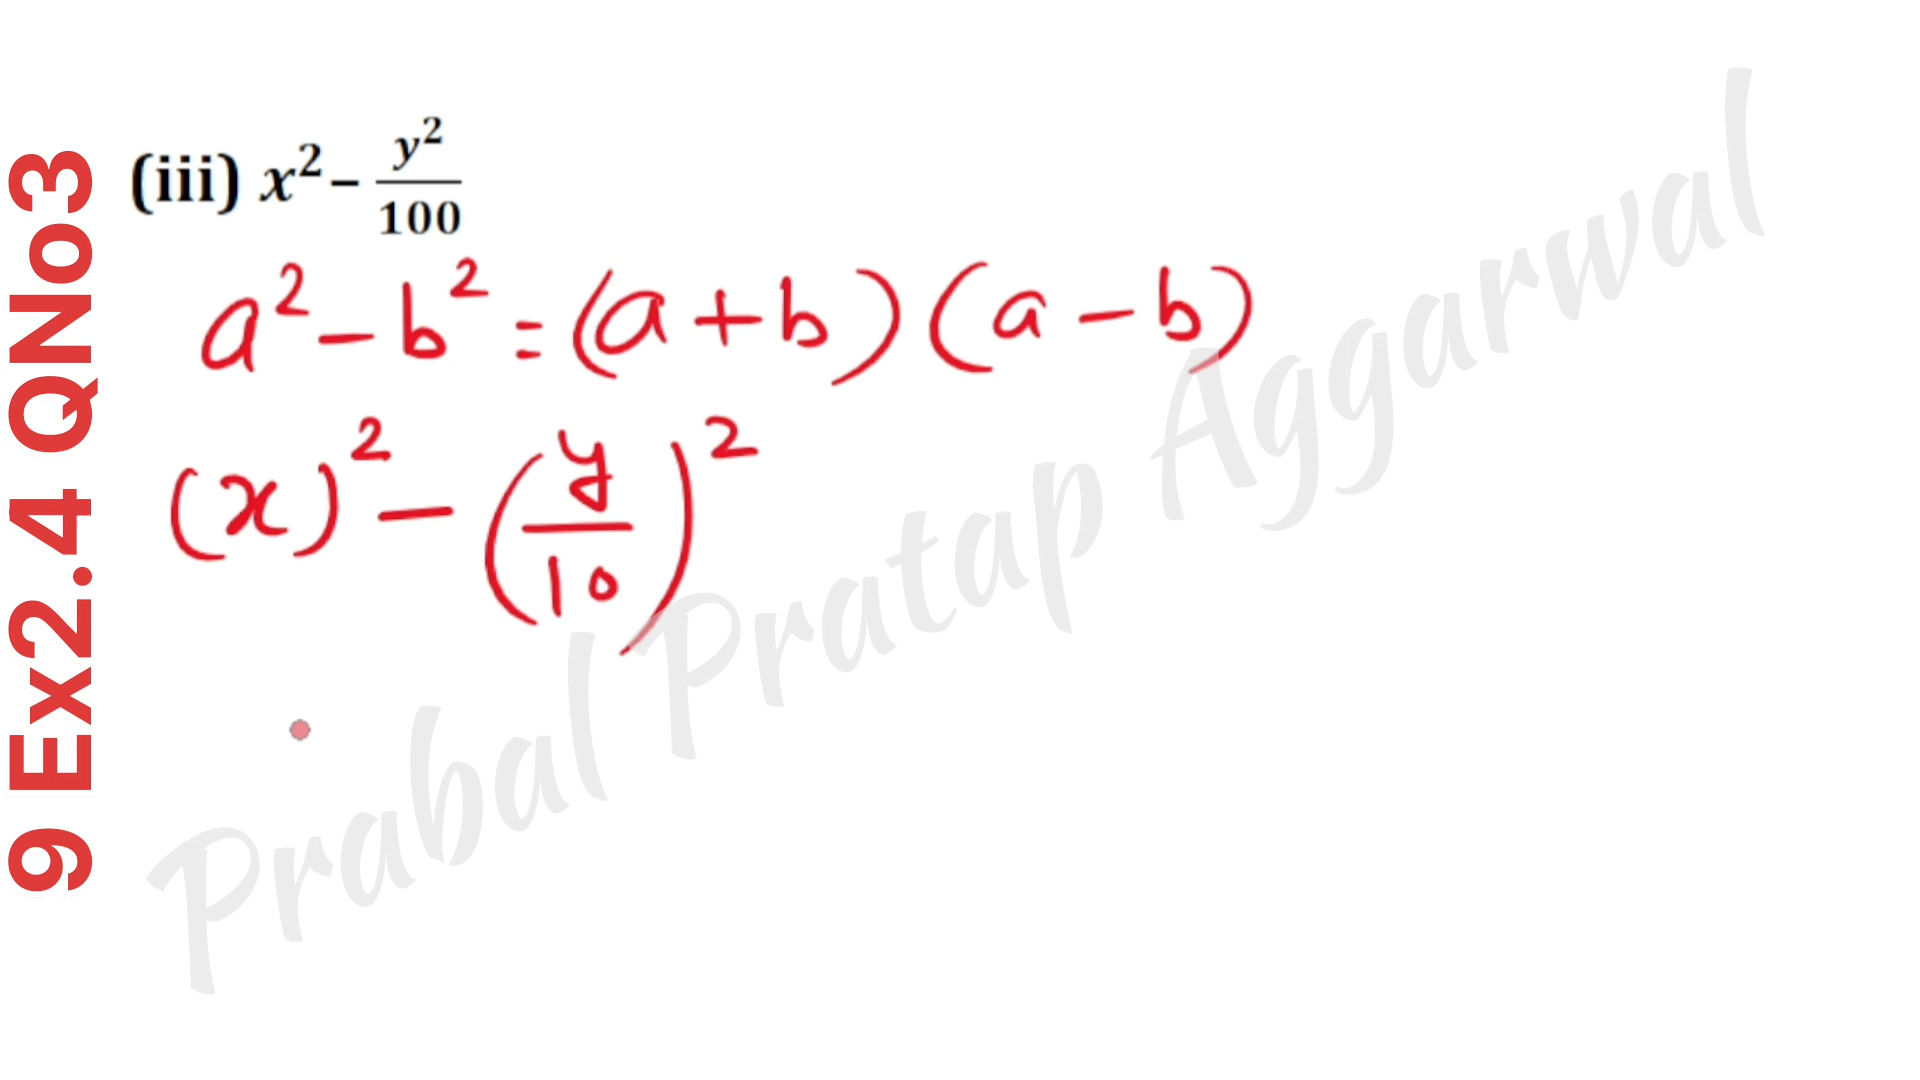 9 Ex2.4 QNo3
(iii) x² – y²/100
a² – b² = (a + b) (a – b)
(x)² – (y/10)²
Prabal Pratap Aggarwal